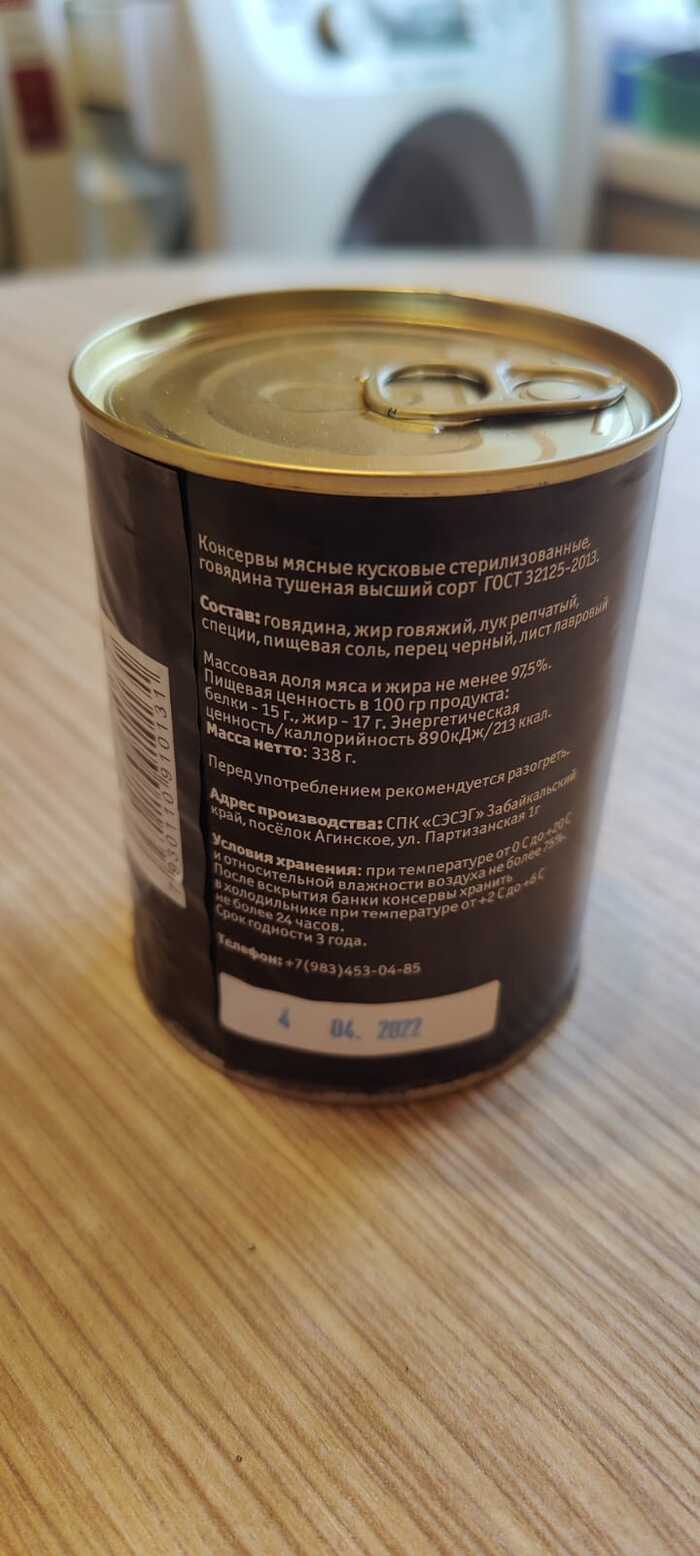 Консервы мясные кусковые стерилизованные,
говядина тушеная высший сорт ГОСТ 32125-2013.
Состав: говядина, жир говяжий, лук репчатый,
специи, пищевая соль, перец черный, лист лавровый
Массовая доля мяса и жира не менее 97,5%.
Пищевая ценность в 100 гр продукта:
белки - 15 г., жир - 17 г. Энергетическая
ценность/каллорийность 890кДж/213 ккал.
Масса нетто: 338 г.
Перед употреблением рекомендуется разогреть.
Адрес производства: СПК «СЭСЭГ» Забайкальский
край, посёлок Агинское, ул. Партизанская 1г
Условия хранения: при температуре от 0 С до +20 С
и относительной влажности воздуха не более 75%.
После вскрытия банки консервы хранить
в холодильнике при температуре от +2 С до +6 С
не более 24 часов.
Срок годности 3 года.
Телефон: +7(983)453-04-85
4 04. 2022